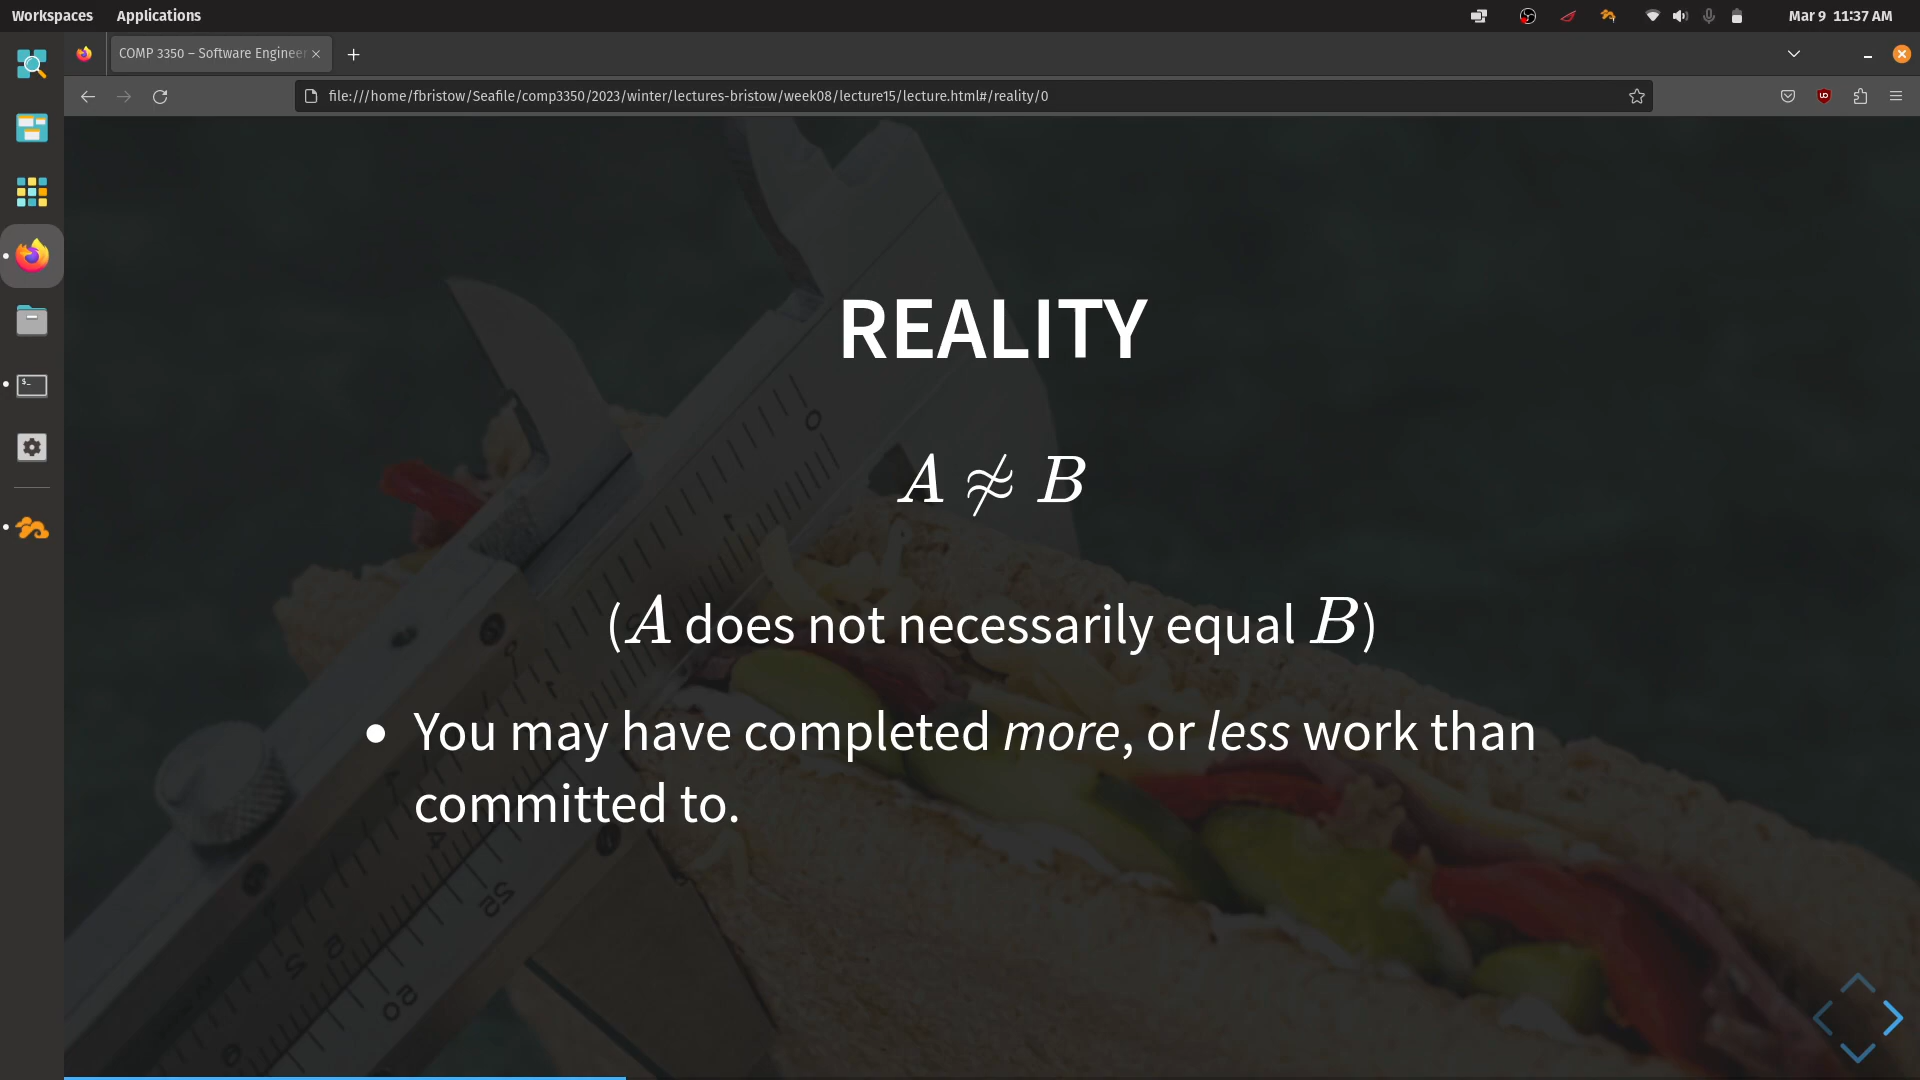 Workspaces Applications Mar 9 11:37 AM
COMP 3350 – Software Engineer
file:///home/fbristow/Seafile/comp3350/2023/winter/lectures-bristow/week08/lecture15/lecture.html#/reality/0
REALITY
A ≉ B
(A does not necessarily equal B)
• You may have completed more, or less work than
committed to.